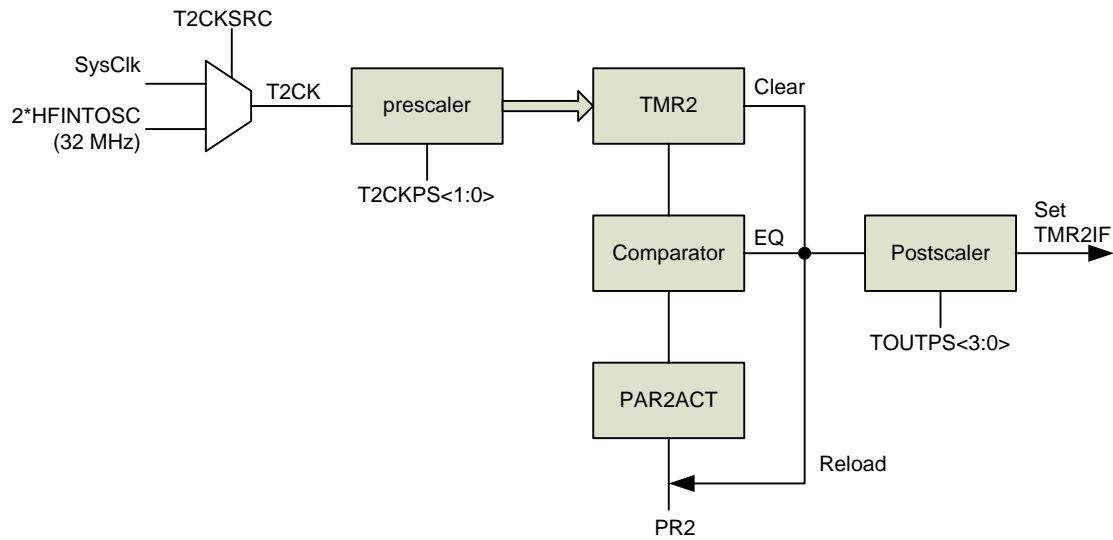 T2CKSRC
SysClk
T2CK
2*HFINTOSC
(32 MHz)
prescaler
T2CKPS<1:0>
TMR2
Clear
Comparator
EQ
Postscaler
Set
TMR2IF
TOUTPS<3:0>
PAR2ACT
Reload
PR2